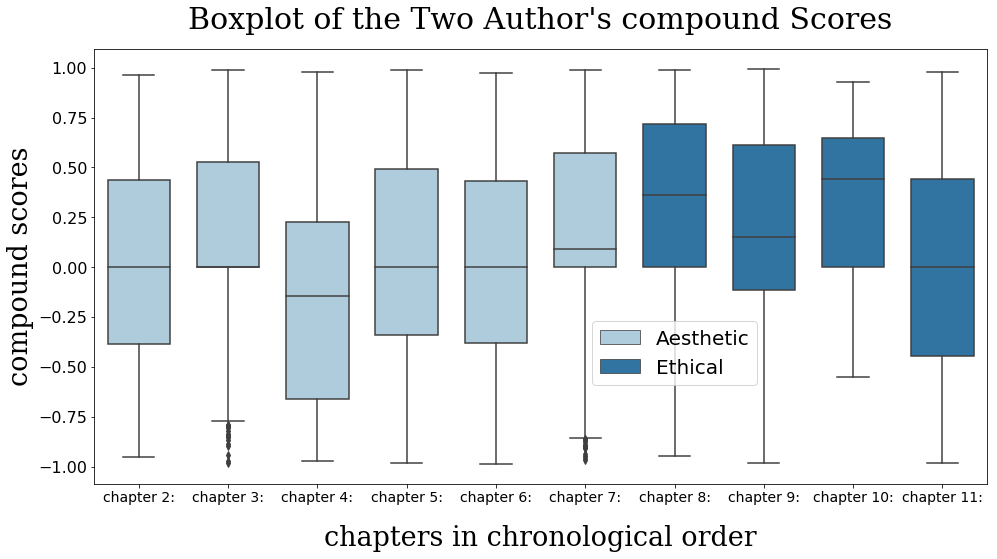 Boxplot of the Two Author's compound Scores
compound scores
1.00
0.75
0.50
0.25
0.00
−0.25
−0.50
−0.75
−1.00
Aesthetic
Ethical
chapter 2: chapter 3: chapter 4: chapter 5: chapter 6: chapter 7: chapter 8: chapter 9: chapter 10: chapter 11:
chapters in chronological order